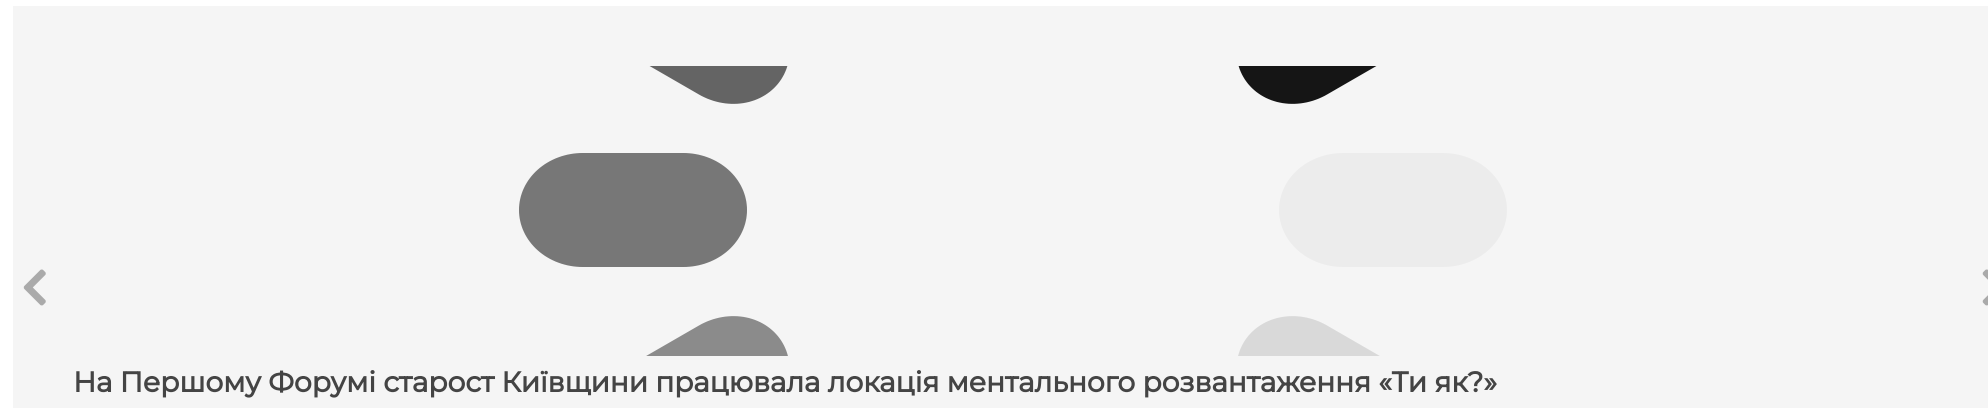 На Першому Форумі старост Київщини працювала локація ментального розвантаження «Ти як?»